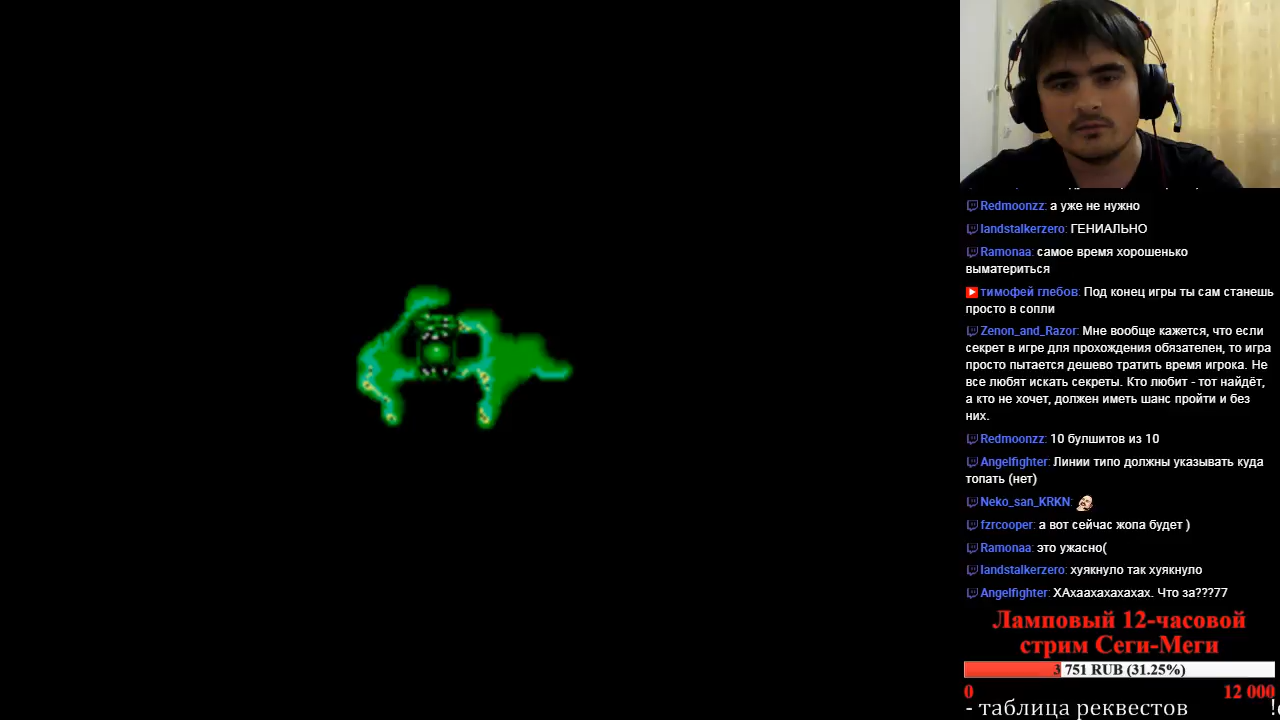 Redmoonzz: а уже не нужно
landstalkerzero: ГЕНИАЛЬНО
Ramonaa: самое время хорошенько
выматериться
тимофей глебов: Под конец игры ты сам станешь
просто в сопли
Zenon_and_Razor: Мне вообще кажется, что если
секрет в игре для прохождения обязателен, то игра
просто пытается дешево тратить время игрока. Не
все любят искать секреты. Кто любит - тот найдёт,
а кто не хочет, должен иметь шанс пройти и без
них.
Redmoonzz: 10 булшитов из 10
Angelfighter: Линии типо должны указывать куда
топать (нет)
Neko_san_KRKN:
fzrcooper: а вот сейчас жопа будет )
Ramonaa: это ужасно(
landstalkerzero: хуякнуло так хуякнуло
Angelfighter: ХАхаахахахахах. Что за???77
Ламповый 12-часовой
стрим Сеги-Меги
3 751 RUB (31.25%)
0 12 000
- таблица реквестов